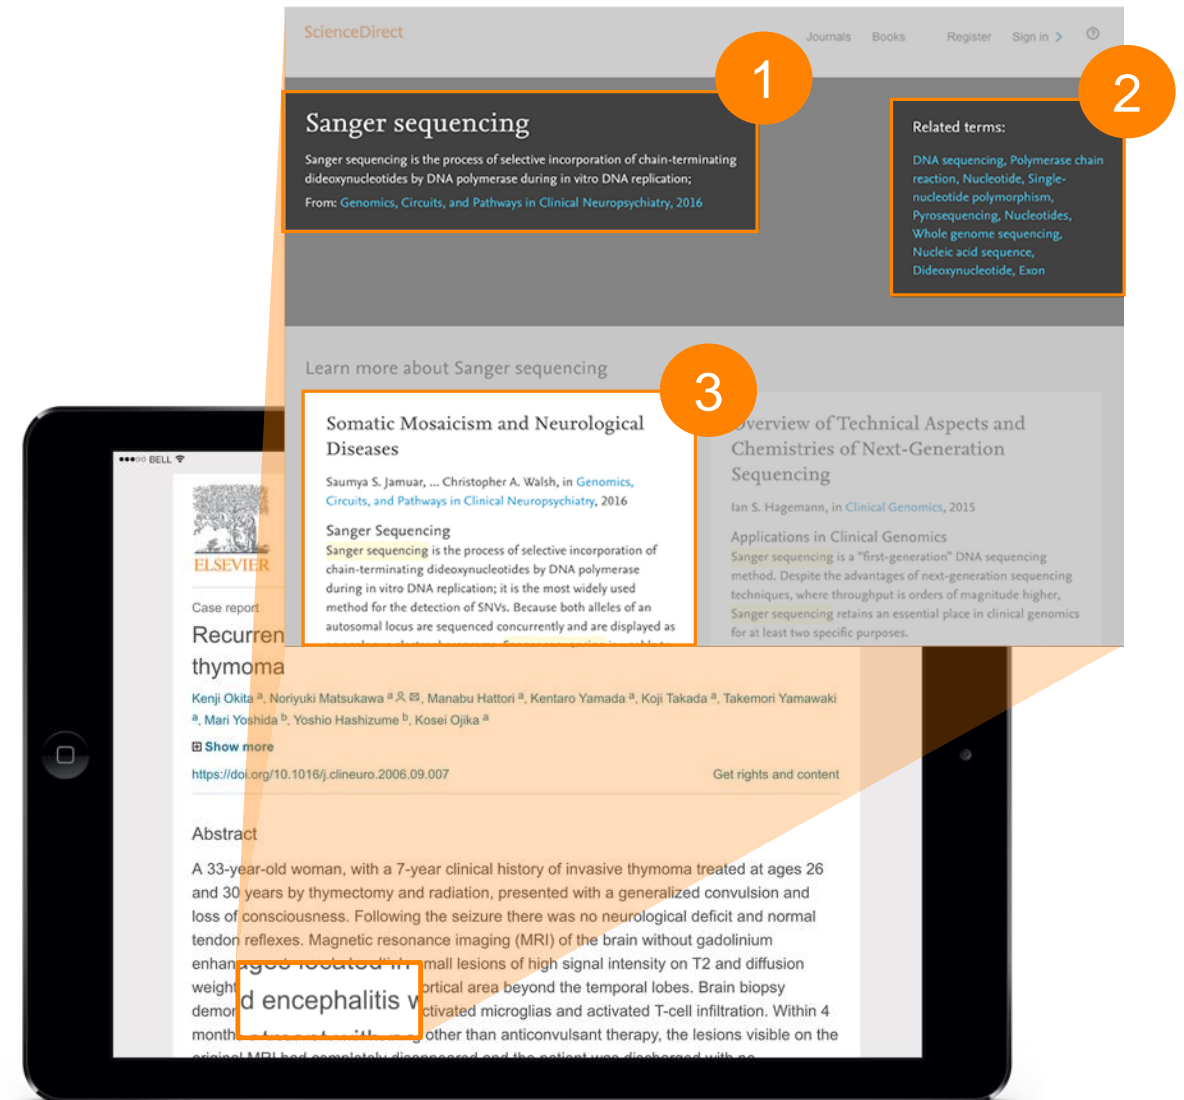 ScienceDirect
Journals Books Register Sign in
1
2
Sanger sequencing
Sanger sequencing is the process of selective incorporation of chain-terminating
dideoxynucleotides by DNA polymerase during in vitro DNA replication;
From: Genomics, Circuits, and Pathways in Clinical Neuropsychiatry, 2016
Related terms:
DNA sequencing, Polymerase chain
reaction, Nucleotide, Single-
nucleotide polymorphism,
Pyrosequencing, Nucleotides,
Whole genome sequencing,
Nucleic acid sequence,
Dideoxynucleotide, Exon
Learn more about Sanger sequencing
3
Somatic Mosaicism and Neurological
Diseases
Saumya S. Jamuar, ... Christopher A. Walsh, in Genomics,
Circuits, and Pathways in Clinical Neuropsychiatry, 2016
Sanger Sequencing
Sanger sequencing is the process of selective incorporation of
chain-terminating dideoxynucleotides by DNA polymerase
during in vitro DNA replication; it is the most widely used
method for the detection of SNVs. Because both alleles of an
autosomal locus are sequenced concurrently and are displayed as
Overview of Technical Aspects and
Chemistries of Next-Generation
Sequencing
Ian S. Hagemann, in Clinical Genomics, 2015
Applications in Clinical Genomics
Sanger sequencing is a "first-generation" DNA sequencing
method. Despite the advantages of next-generation sequencing
techniques, where throughput is orders of magnitude higher,
Sanger sequencing retains an essential place in clinical genomics
for at least two specific purposes.
BELL
ELSEVIER
Case report
Recurren
thymoma
Kenji Okita a, Noriyuki Matsukawa a, Manabu Hattori a, Kentaro Yamada a, Koji Takada a, Takemori Yamawaki
a, Mari Yoshida b, Yoshio Hashizume b, Kosei Ojika a
Show more
https://doi.org/10.1016/j.clineuro.2006.09.007 Get rights and content
Abstract
A 33-year-old woman, with a 7-year clinical history of invasive thymoma treated at ages 26
and 30 years by thymectomy and radiation, presented with a generalized convulsion and
loss of consciousness. Following the seizure there was no neurological deficit and normal
tendon reflexes. Magnetic resonance imaging (MRI) of the brain without gadolinium
enhan small lesions of high signal intensity on T2 and diffusion
weight ortical area beyond the temporal lobes. Brain biopsy
d encephalitis w
demor ctivated microglias and activated T-cell infiltration. Within 4
month other than anticonvulsant therapy, the lesions visible on the
original MRI had completely disappeared and the patient was discharged with no